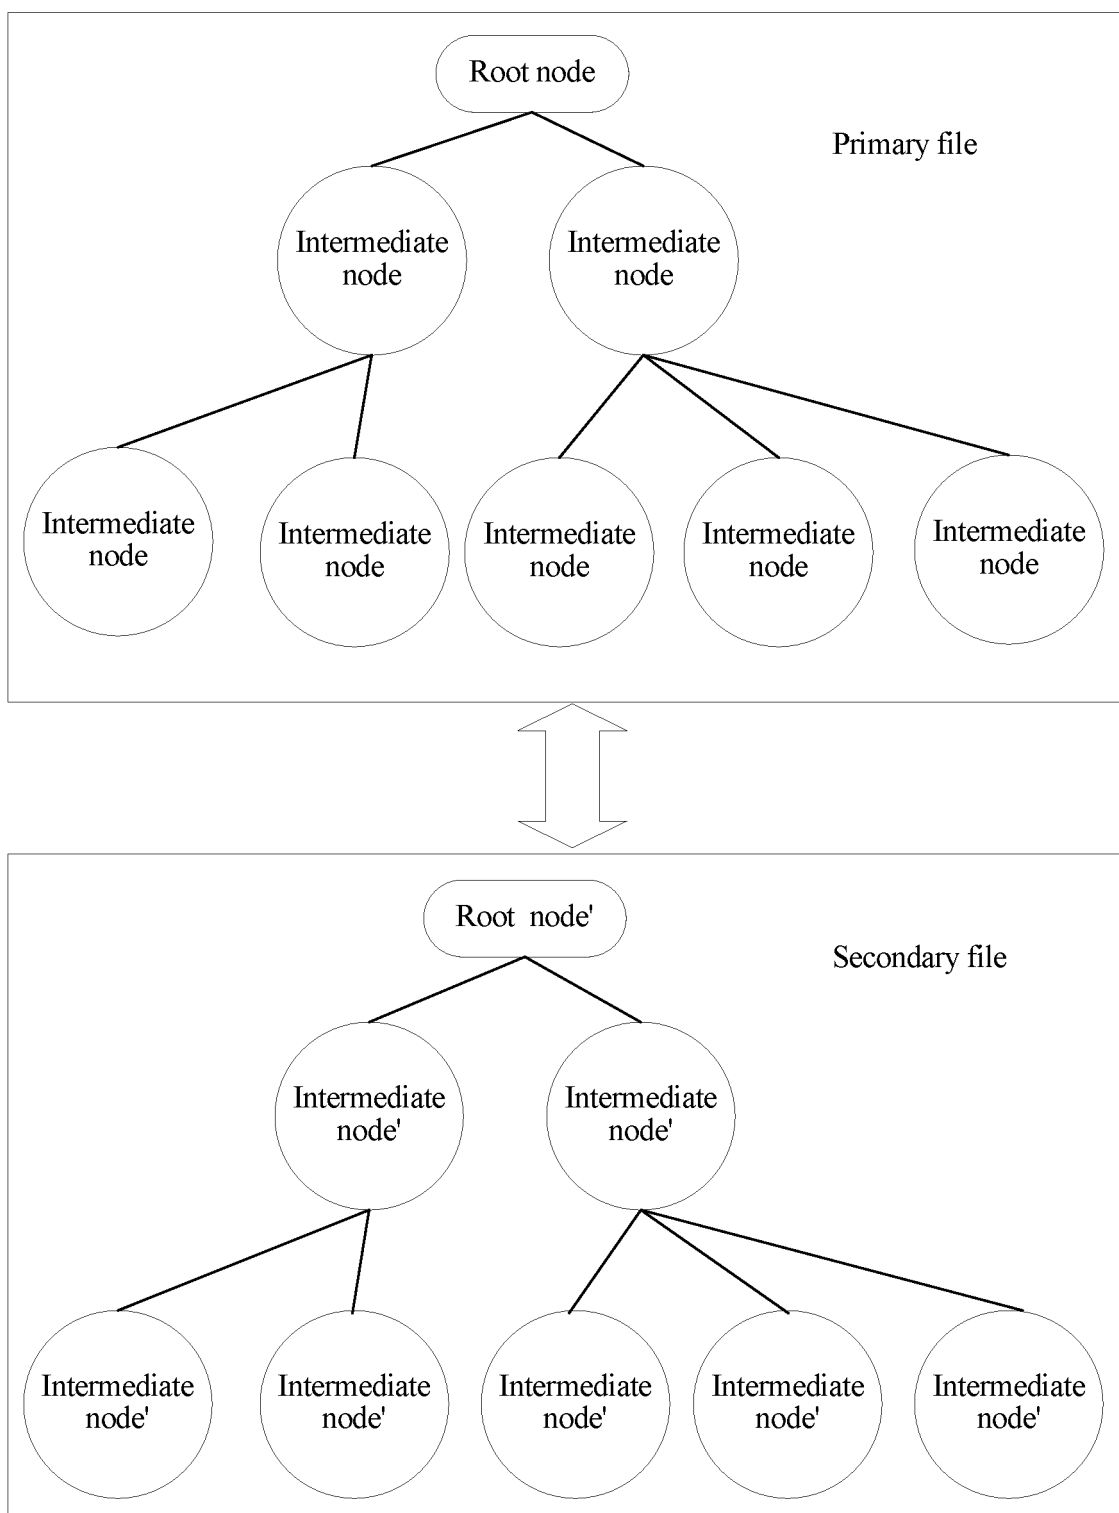 Root node
Primary file
Intermediate
node
Intermediate
node
Intermediate
node
Intermediate
node
Intermediate
node
Intermediate
node
Intermediate
node
Root  node'
Secondary file
Intermediate
node'
Intermediate
node'
Intermediate
node'
Intermediate
node'
Intermediate
node'
Intermediate
node'
Intermediate
node'